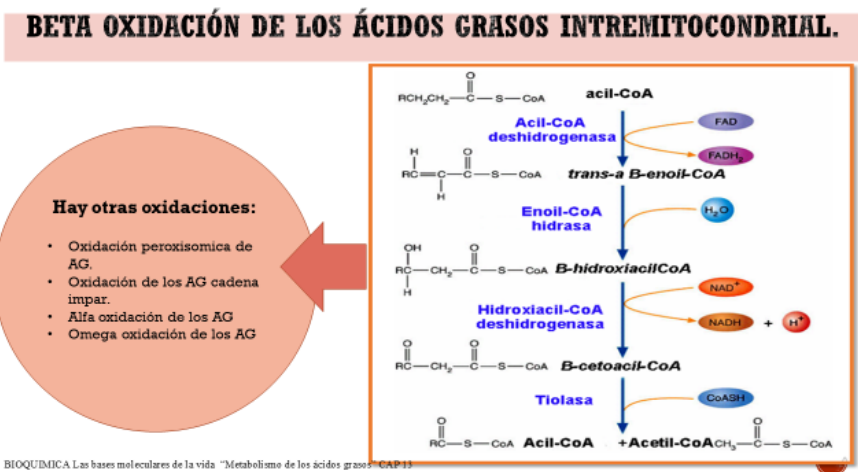 BETA OXIDACIÓN DE LOS ÁCIDOS GRASOS INTREMITOCONDRIAL.
Hay otras oxidaciones:
• Oxidación peroxisomica de
AG.
• Oxidación de los AG cadena
impar.
• Alfa oxidación de los AG
• Omega oxidación de los AG
O
RCH₂CH₂—C—S—CoA acil-CoA
Acil-CoA
deshidrogenasa
FAD
FADH₂
H O
RC=C—C—S—CoA trans-a B-enoil-CoA
H
Enoil-CoA
hidrasa
H₂O
OH O
RC—CH₂—C—S—CoA B-hidroxiacilCoA
H
Hidroxiacil-CoA
deshidrogenasa
NAD⁺
NADH + H⁺
O O
RC—CH₂—C—S—CoA B-cetoacil-CoA
Tiolasa
CoASH
O O
RC—S—CoA Acil-CoA +Acetil-CoA CH₃—C—S—CoA
BIOQUIMICA Las bases moleculares de la vida “Metabolismo de los ácidos grasos” CAP 13